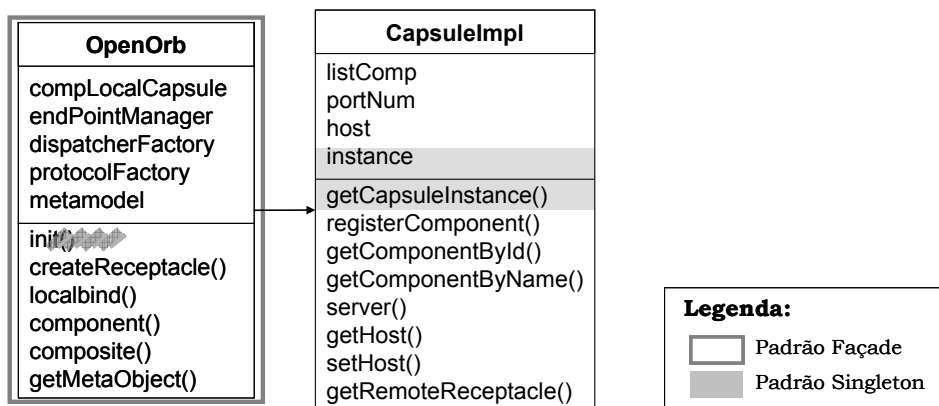 OpenOrb
compLocalCapsule
endPointManager
dispatcherFactory
protocolFactory
metamodel
init()
createReceptacle()
localbind()
component()
composite()
getMetaObject()
CapsuleImpl
listComp
portNum
host
instance
getCapsuleInstance()
registerComponent()
getComponentById()
getComponentByName()
server()
getHost()
setHost()
getRemoteReceptacle()
Legenda:
Padrão Façade
Padrão Singleton